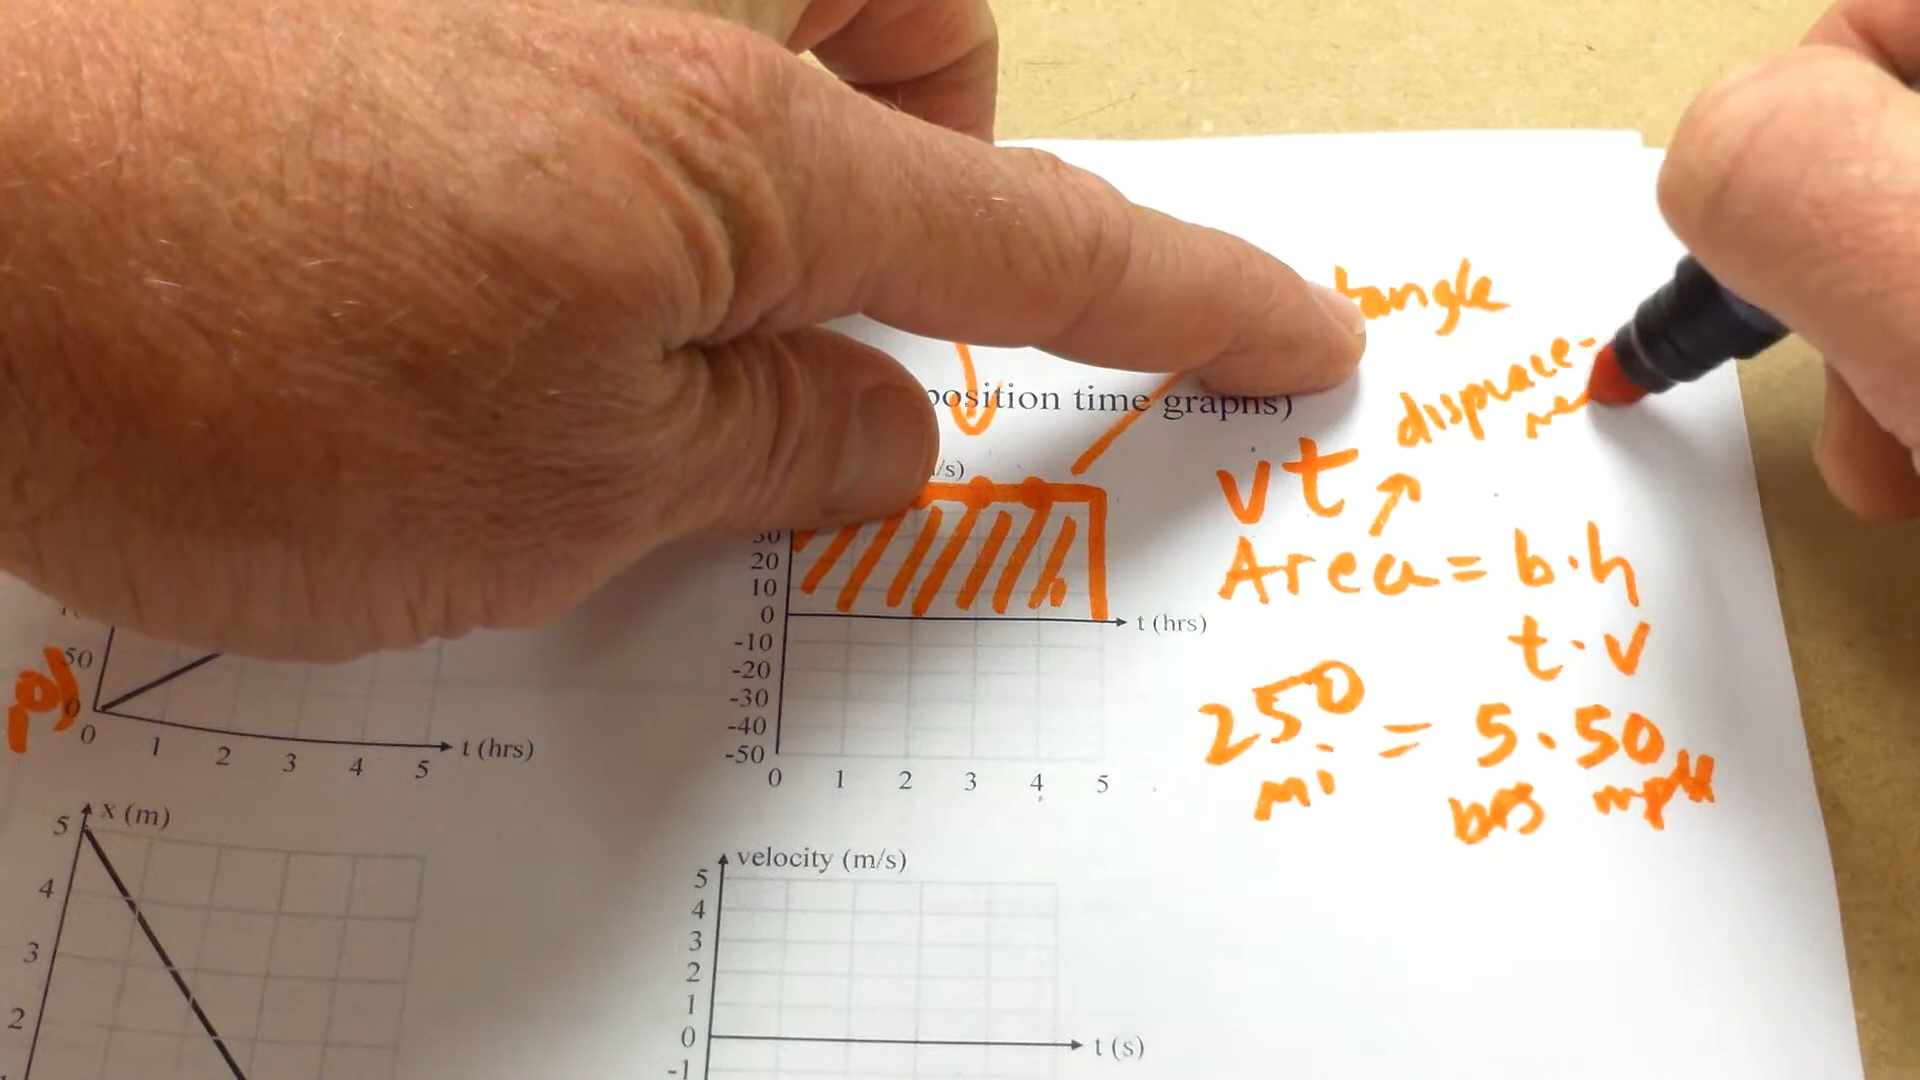 tangle
displace-
position time graphs)
/s)
vt
Area = b·h
t·v
30
20
10
0
-10
-20
-30
-40
-50
t (hrs)
0 1 2 3 4 5
250 = 5·50
mi hrs mpH
50
0
0 1 2 3 4 5
t (hrs)
x (m)
5
4
3
2
velocity (m/s)
5
4
3
2
1
0
-1
t (s)